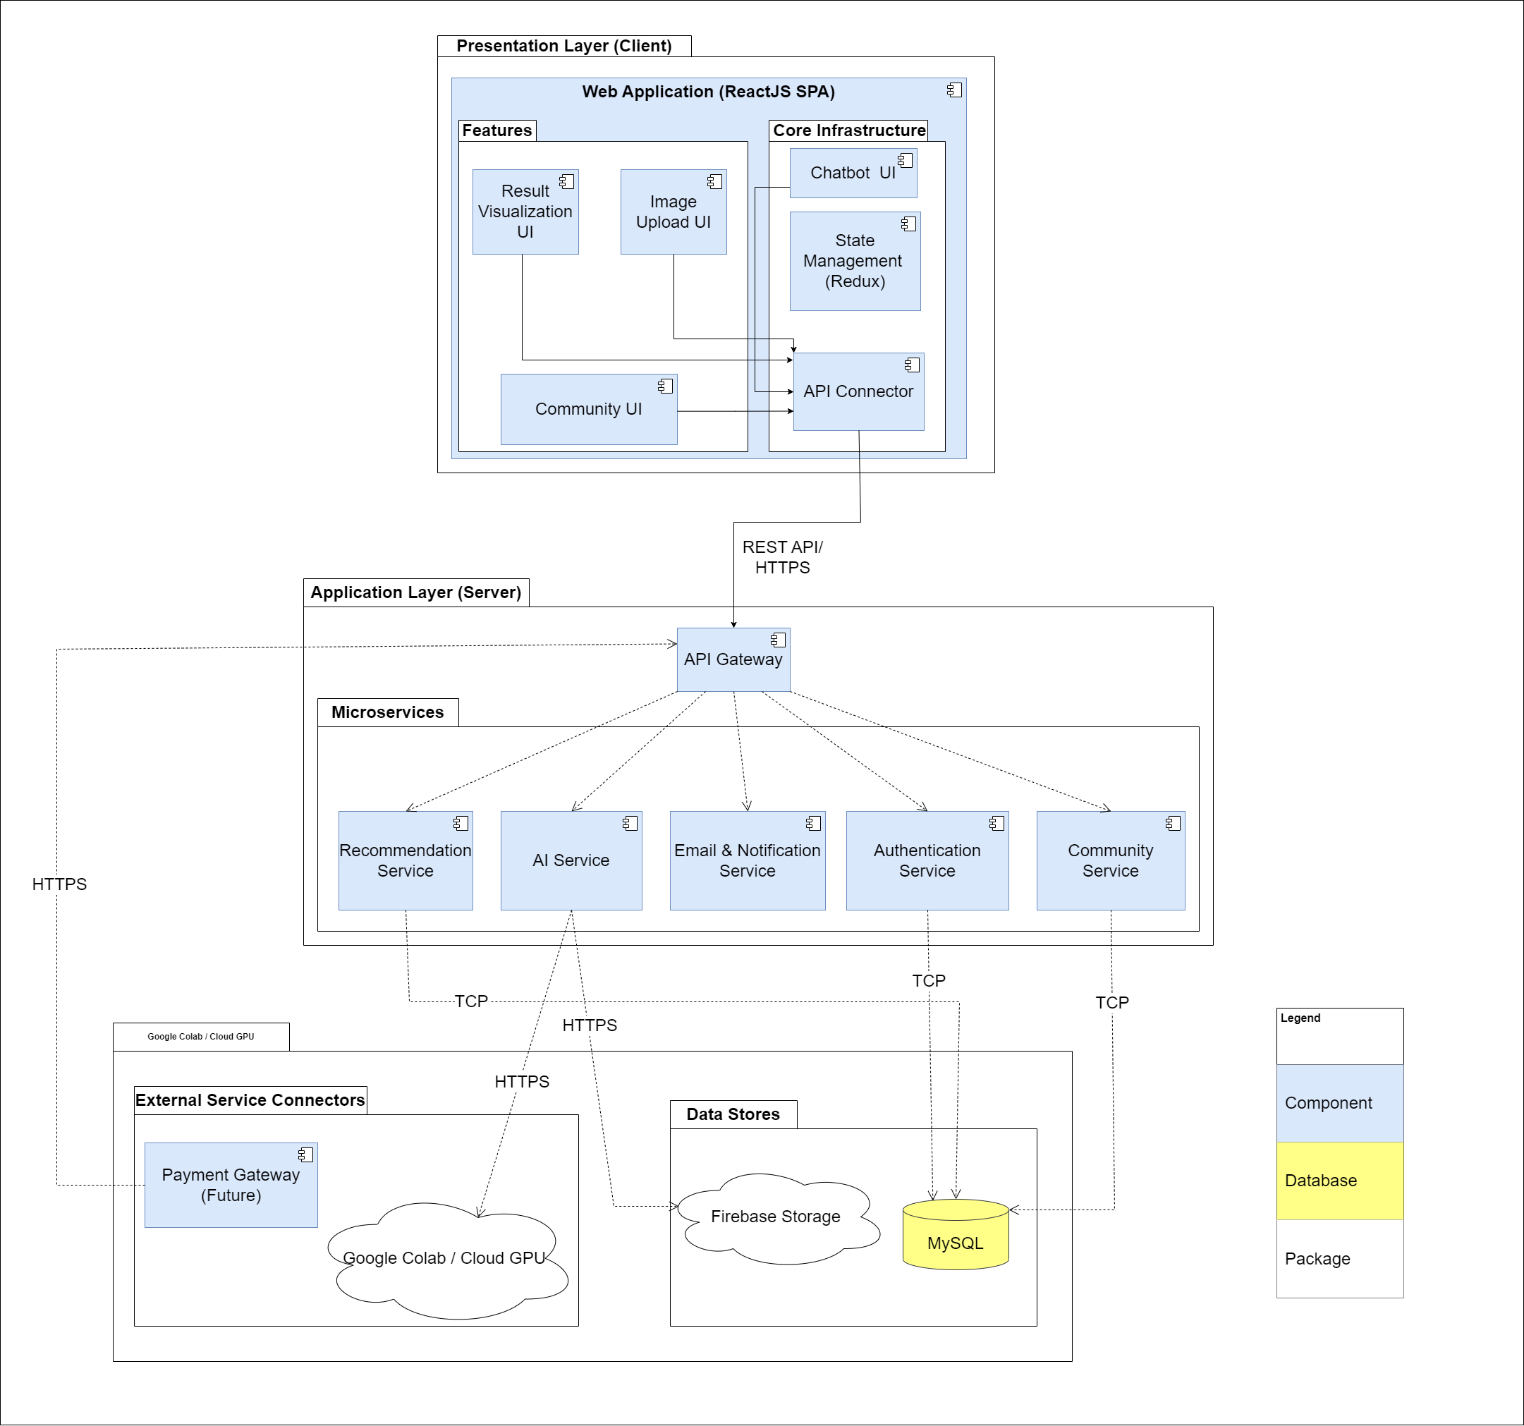 Presentation Layer (Client)
Web Application (ReactJS SPA)
Features
Core Infrastructure
Result
Visualization
UI
Image
Upload UI
Chatbot  UI
State
Management
(Redux)
Community UI
API Connector
REST API/
HTTPS
Application Layer (Server)
API Gateway
Microservices
Recommendation
Service
AI Service
Email & Notification
Service
Authentication
Service
Community
Service
HTTPS
TCP
TCP
TCP
HTTPS
HTTPS
Google Colab / Cloud GPU
External Service Connectors
Payment Gateway
(Future)
Google Colab / Cloud GPU
Data Stores
Firebase Storage
MySQL
Legend
Component
Database
Package